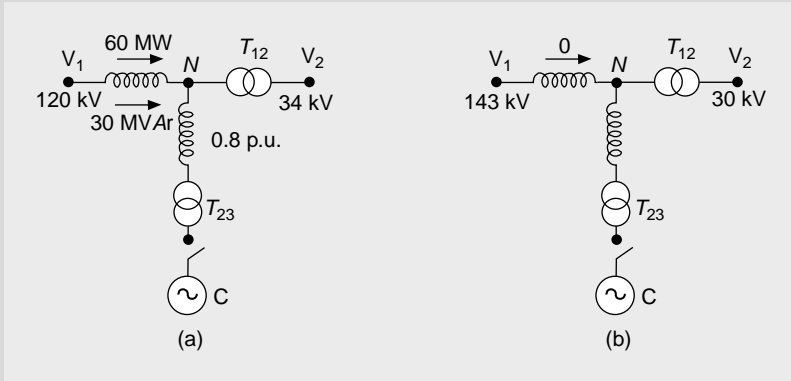 60 MW
V1
N
T12
V2
120 kV
30 MVAr
34 kV
0.8 p.u.
T23
C
(a)
0
V1
N
T12
V2
143 kV
30 kV
T23
C
(b)